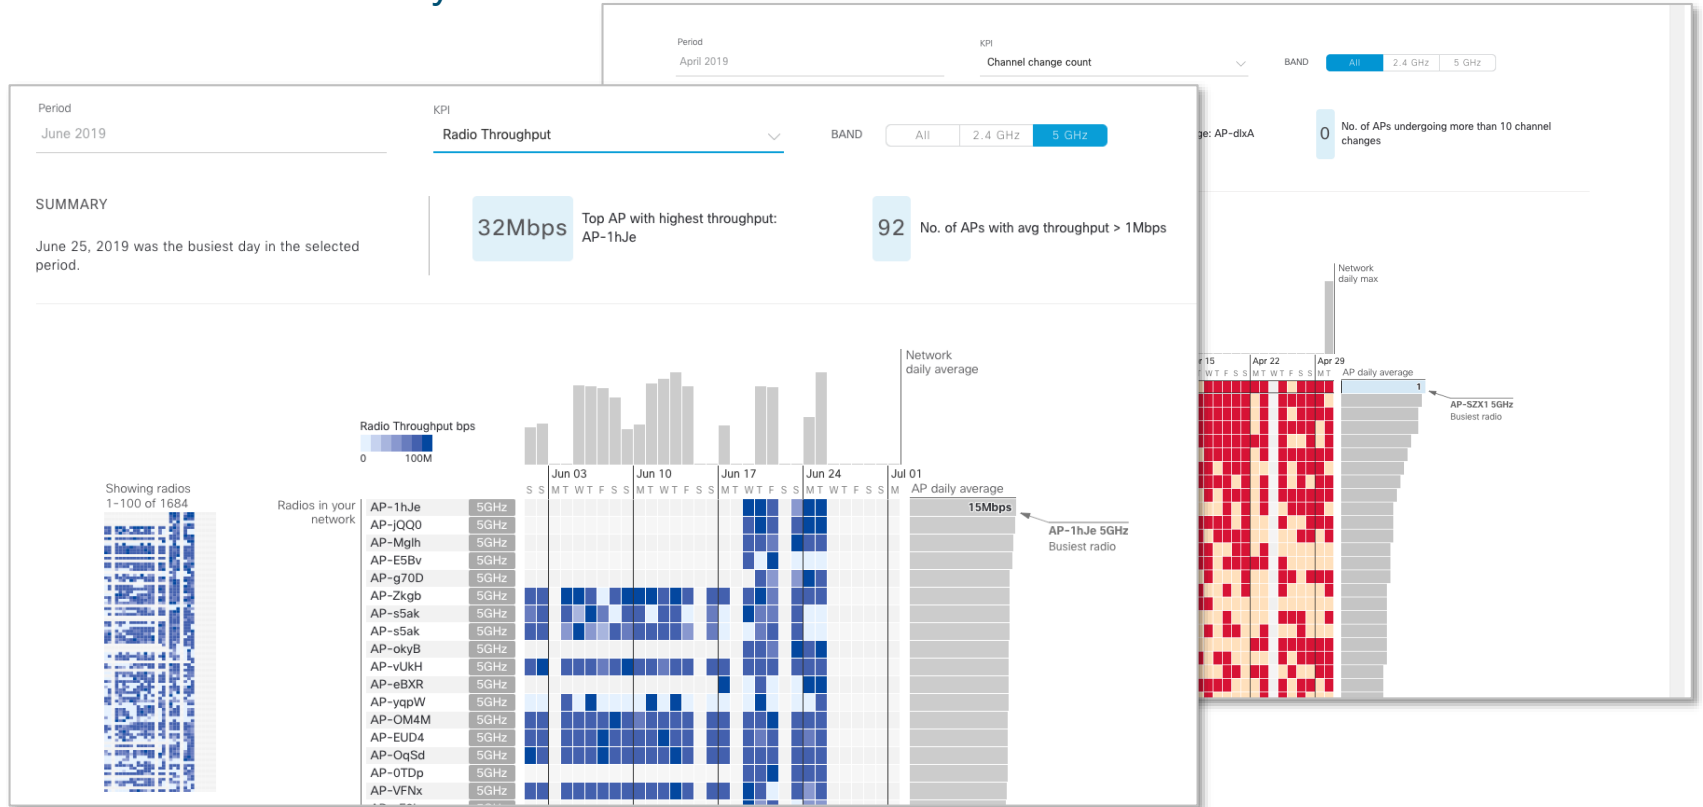 Period
April 2019
KPI
Channel change count
BAND
All
2.4 GHz
5 GHz
ge: AP-dlxA
0
No. of APs undergoing more than 10 channel
changes
Network
daily max
15
Apr 22
Apr 29
W T F S S M T W T F S S M T
AP daily average
1
AP-SZX1 5GHz
Busiest radio
Period
June 2019
KPI
Radio Throughput
BAND
All
2.4 GHz
5 GHz
SUMMARY
June 25, 2019 was the busiest day in the selected
period.
32Mbps
Top AP with highest throughput:
AP-1hJe
92
No. of APs with avg throughput > 1Mbps
Network
daily average
Radio Throughput bps
0 100M
Showing radios
1-100 of 1684
Radios in your
network
Jun 03
Jun 10
Jun 17
Jun 24
Jul 01
S S M T W T F S S M T W T F S S M T W T F S S M T W T F S S M
AP daily average
15Mbps
AP-1hJe 5GHz
Busiest radio
AP-1hJe 5GHz
AP-jQQ0 5GHz
AP-Mglh 5GHz
AP-E5Bv 5GHz
AP-g70D 5GHz
AP-Zkgb 5GHz
AP-s5ak 5GHz
AP-s5ak 5GHz
AP-okyB 5GHz
AP-vUkH 5GHz
AP-eBXR 5GHz
AP-yqpW 5GHz
AP-OM4M 5GHz
AP-EUD4 5GHz
AP-OqSd 5GHz
AP-0TDp 5GHz
AP-VFNx 5GHz